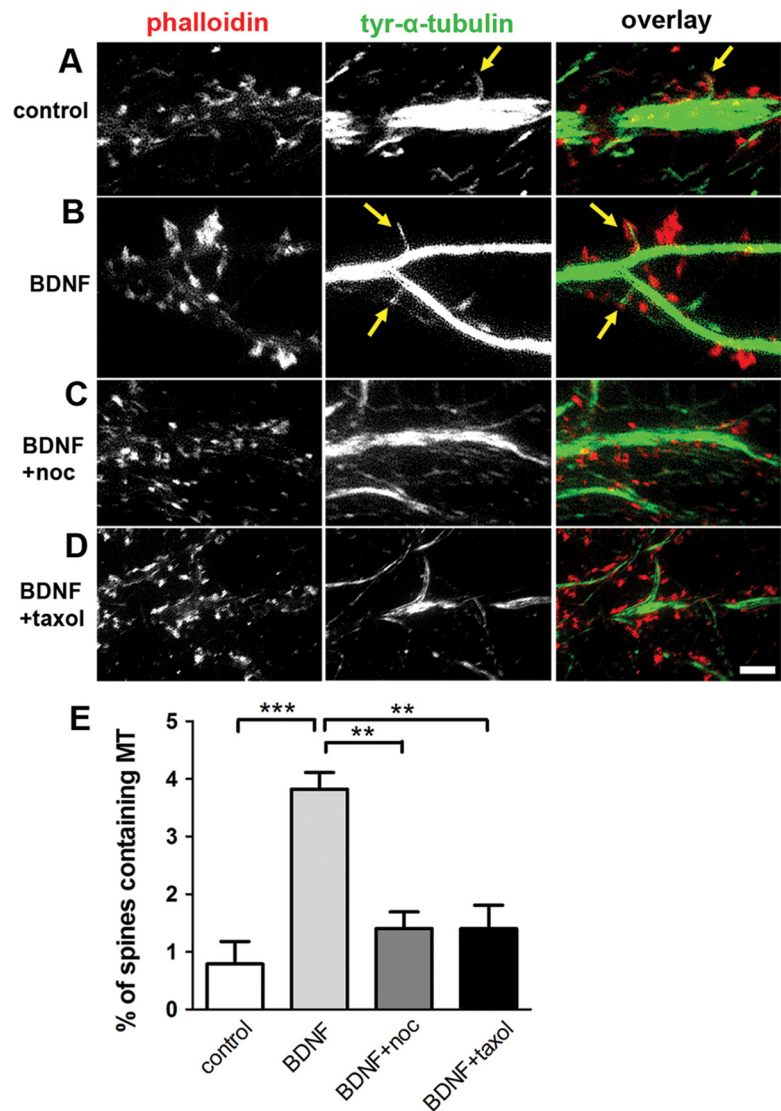 phalloidin tyr-α-tubulin overlay
A
control
B
BDNF
C
BDNF
+noc
D
BDNF
+taxol
E
*** **
**
% of spines containing MT
5
4
3
2
1
0
control BDNF BDNF+noc BDNF+taxol